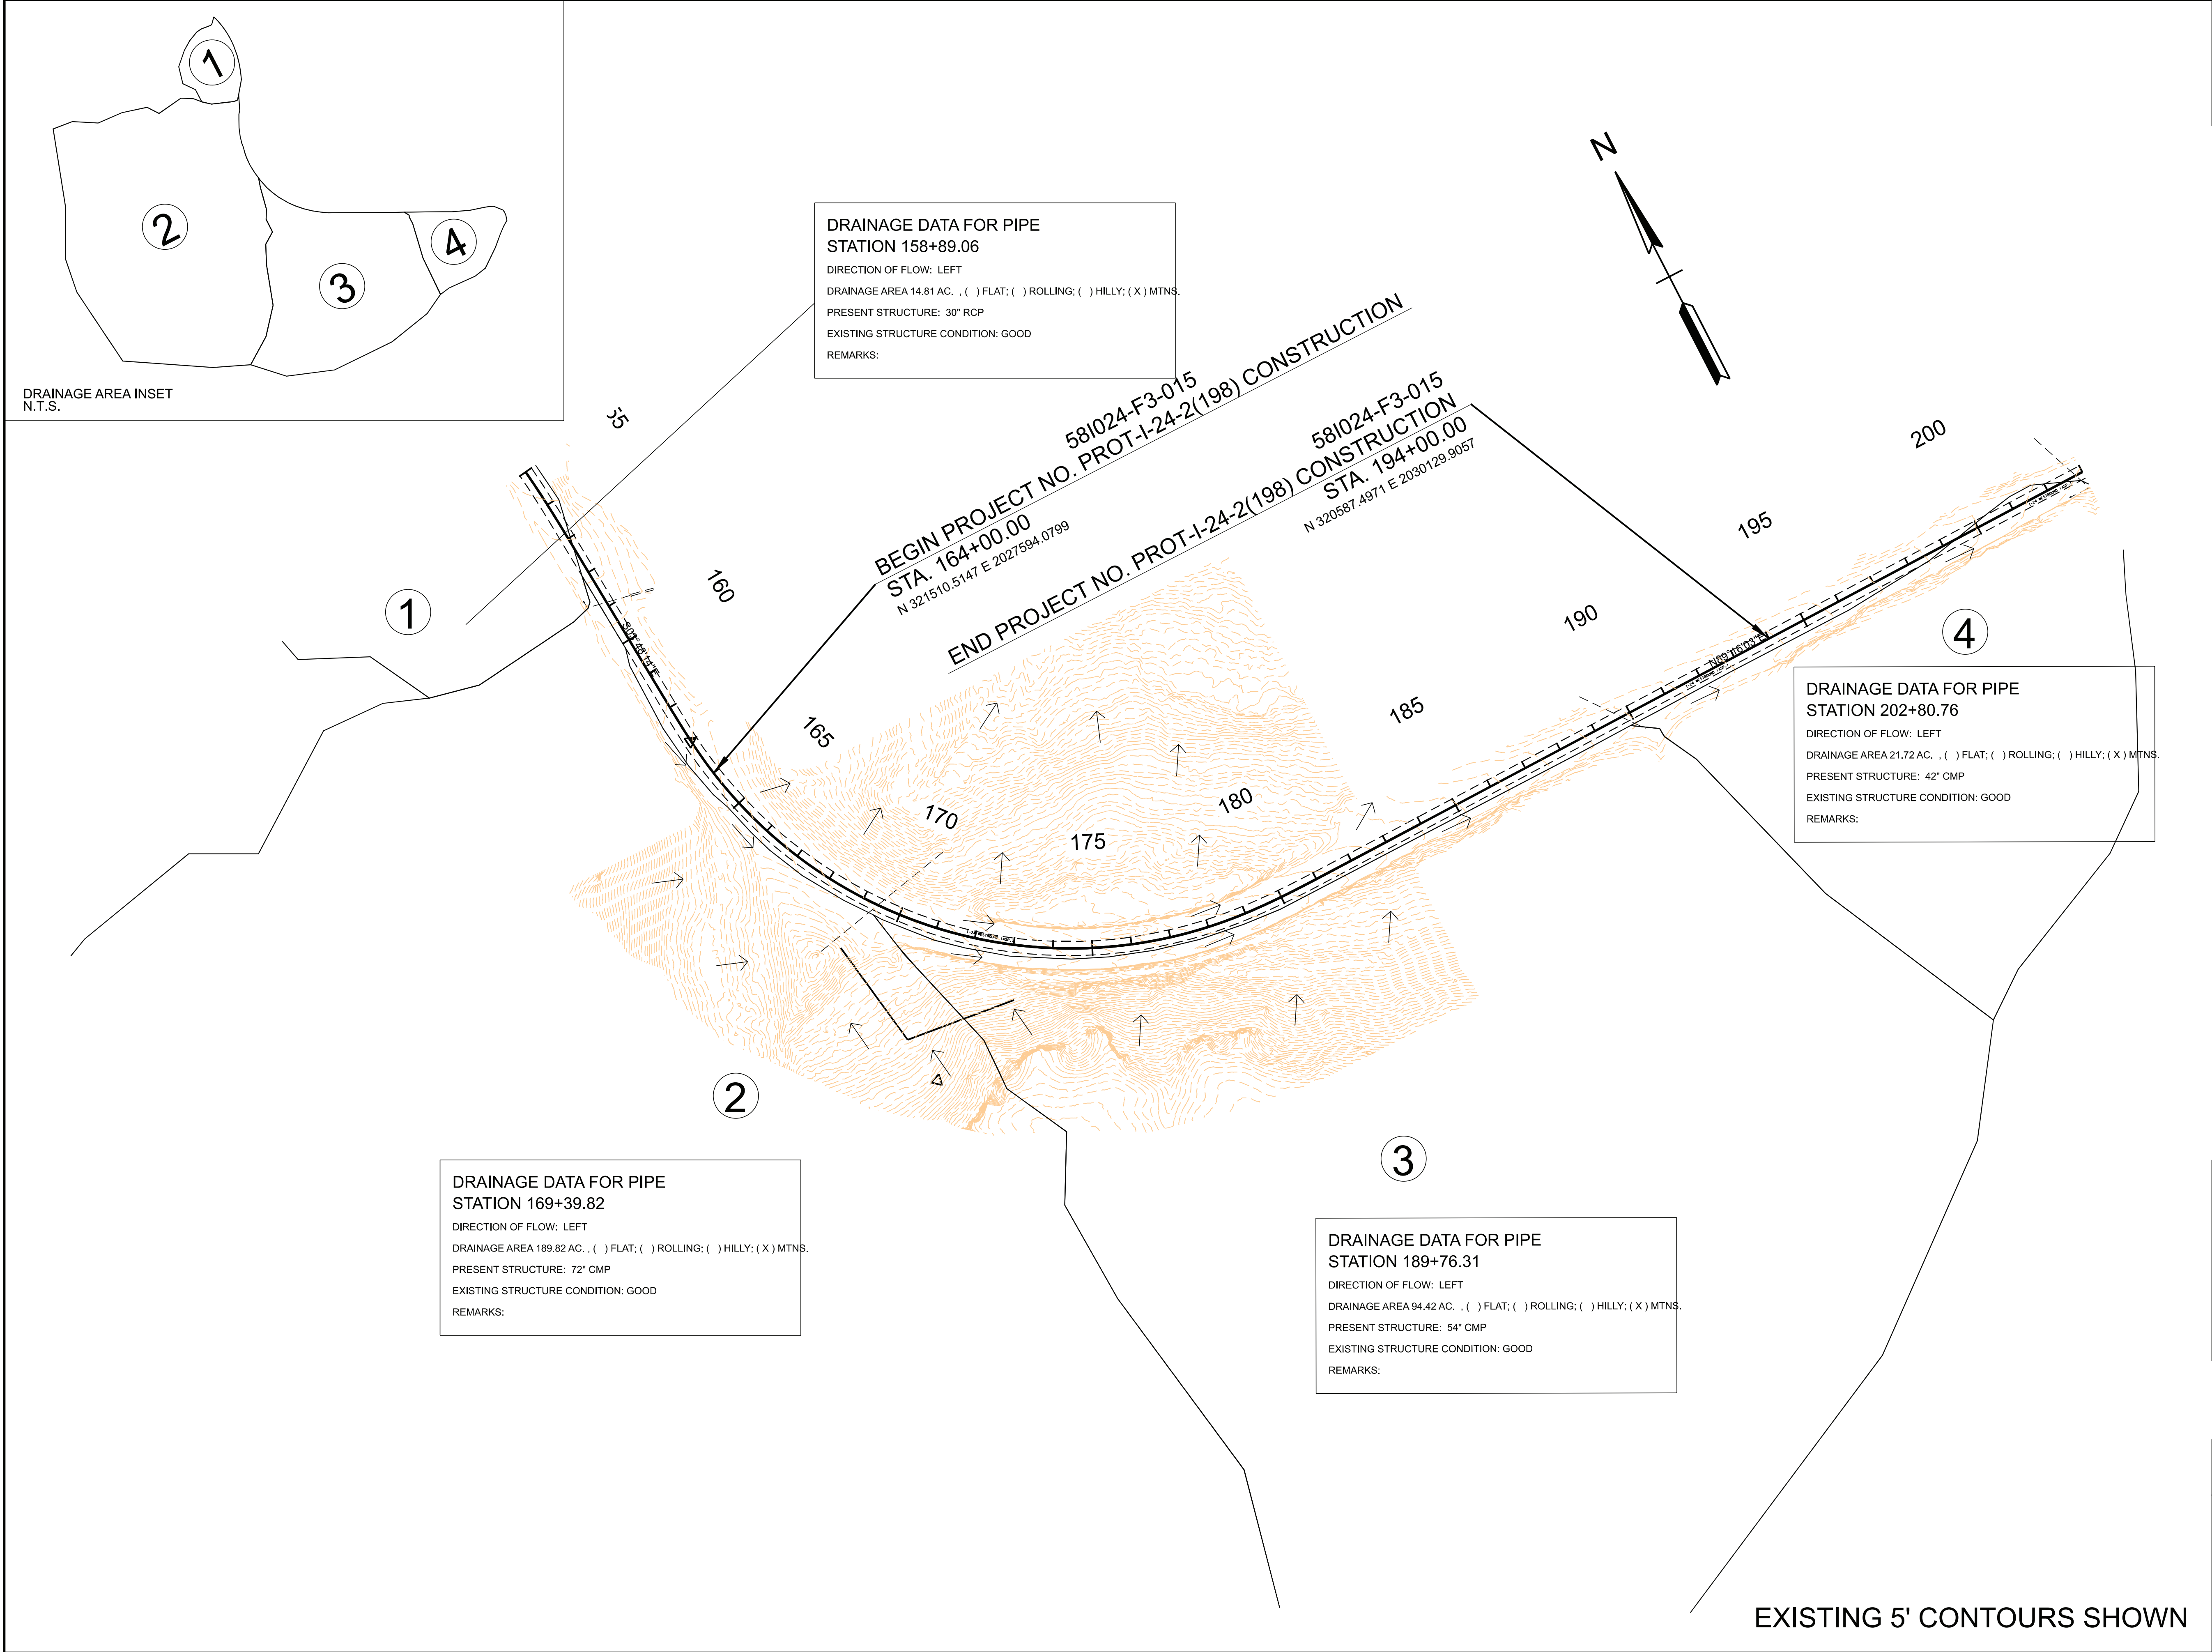 1
2
3
4
DRAINAGE AREA INSET
N.T.S.
DRAINAGE DATA FOR PIPE
STATION 158+89.06
DIRECTION OF FLOW: LEFT
DRAINAGE AREA 14.81 AC. , ( ) FLAT; ( ) ROLLING; ( ) HILLY; ( X ) MTNS.
PRESENT STRUCTURE: 30" RCP
EXISTING STRUCTURE CONDITION: GOOD
REMARKS:
N
58I024-F3-015
BEGIN PROJECT NO. PROT-I-24-2(198) CONSTRUCTION
STA. 164+00.00
N 321510.5147 E 2027594.0799
58I024-F3-015
END PROJECT NO. PROT-I-24-2(198) CONSTRUCTION
STA. 194+00.00
N 320587.4971 E 2030129.9057
160
165
170
175
180
185
190
195
200
S03°48'14"E
N89°16'03"E
1
4
DRAINAGE DATA FOR PIPE
STATION 202+80.76
DIRECTION OF FLOW: LEFT
DRAINAGE AREA 21.72 AC. , ( ) FLAT; ( ) ROLLING; ( ) HILLY; ( X ) MTNS.
PRESENT STRUCTURE: 42" CMP
EXISTING STRUCTURE CONDITION: GOOD
REMARKS:
2
DRAINAGE DATA FOR PIPE
STATION 169+39.82
DIRECTION OF FLOW: LEFT
DRAINAGE AREA 189.82 AC. , ( ) FLAT; ( ) ROLLING; ( ) HILLY; ( X ) MTNS.
PRESENT STRUCTURE: 72" CMP
EXISTING STRUCTURE CONDITION: GOOD
REMARKS:
3
DRAINAGE DATA FOR PIPE
STATION 189+76.31
DIRECTION OF FLOW: LEFT
DRAINAGE AREA 94.42 AC. , ( ) FLAT; ( ) ROLLING; ( ) HILLY; ( X ) MTNS.
PRESENT STRUCTURE: 54" CMP
EXISTING STRUCTURE CONDITION: GOOD
REMARKS:
EXISTING 5' CONTOURS SHOWN